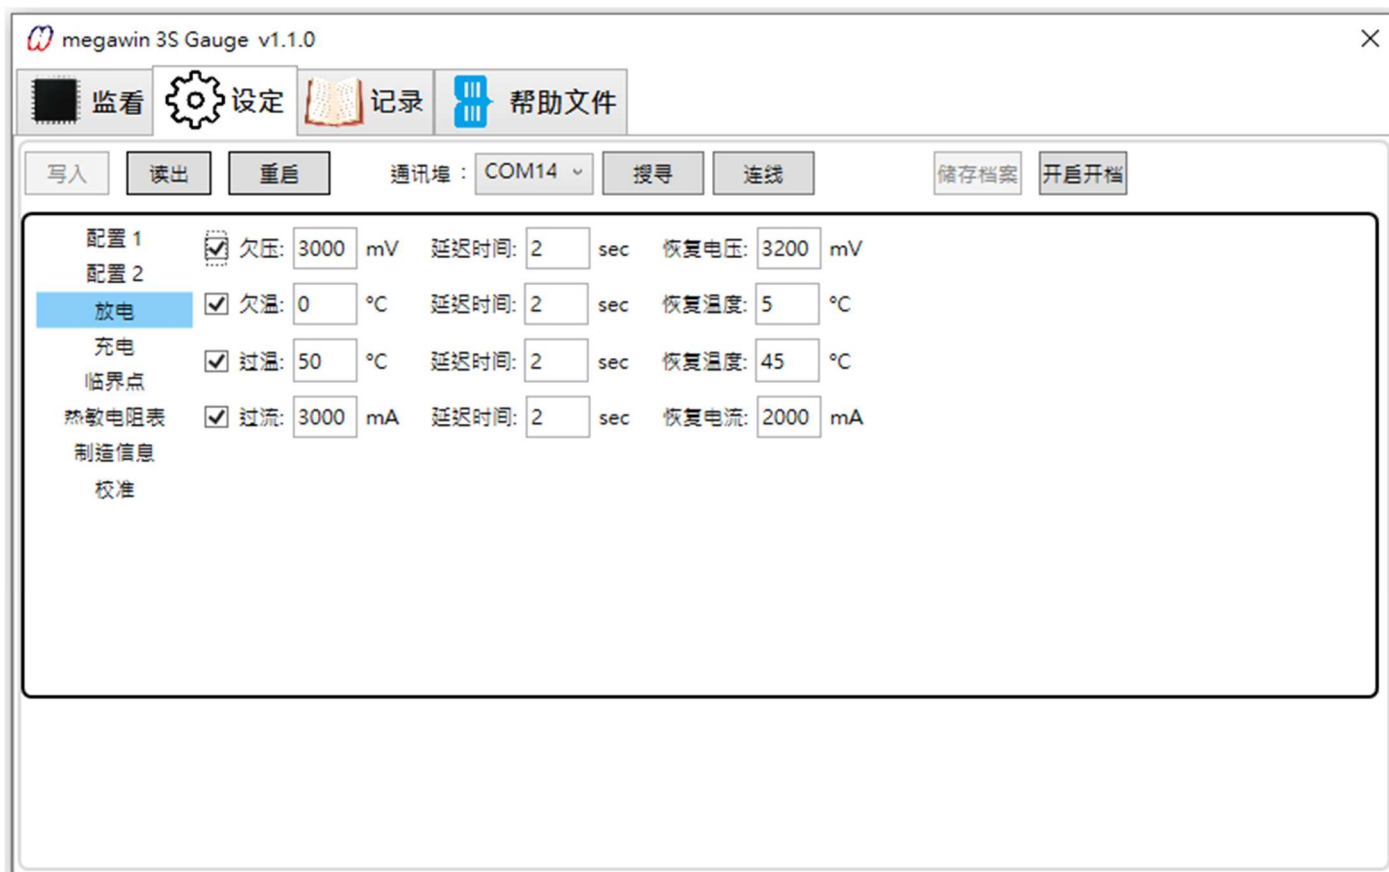 megawin 3S Gauge v1.1.0
监看 设定 记录 帮助文件
写入 读出 重启 通讯埠： COM14 搜寻 连线 储存档案 开启开档
配置 1
配置 2
放电
充电
临界点
热敏电阻表
制造信息
校准
欠压: 3000 mV 延迟时间: 2 sec 恢复电压: 3200 mV
欠温: 0 °C 延迟时间: 2 sec 恢复温度: 5 °C
过温: 50 °C 延迟时间: 2 sec 恢复温度: 45 °C
过流: 3000 mA 延迟时间: 2 sec 恢复电流: 2000 mA